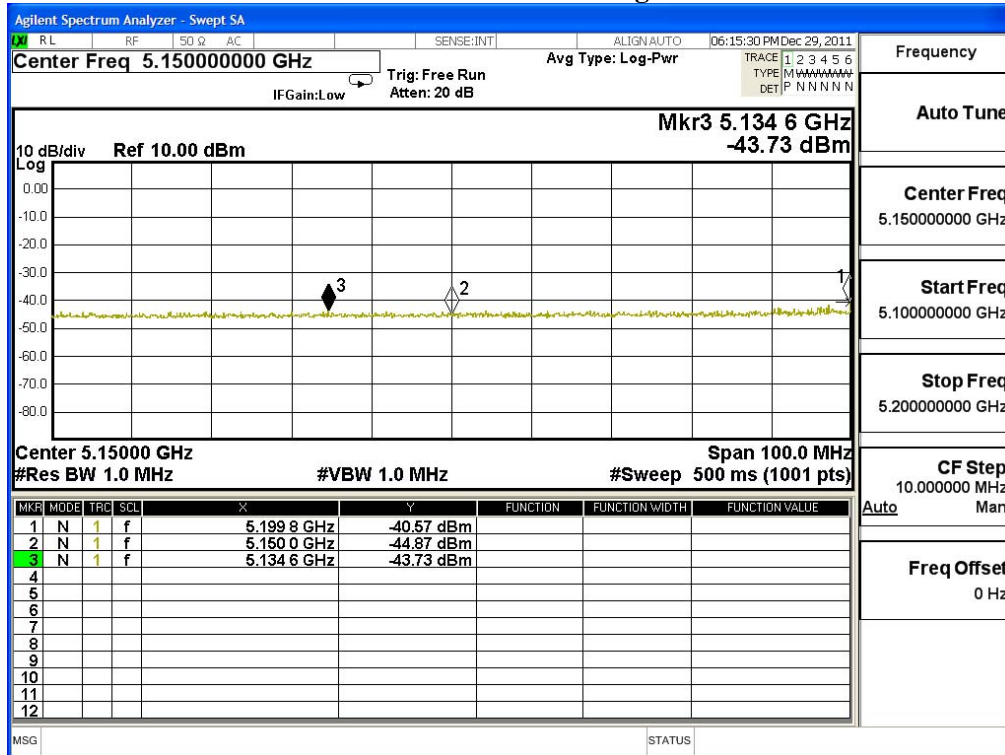 Agilent Spectrum Analyzer - Swept SA
LXI RL RF 50 Ω AC SENSE:INT ALIGN AUTO 06:15:30 PM Dec 29, 2011
Center Freq 5.150000000 GHz
IFGain:Low
Trig: Free Run
Atten: 20 dB
Avg Type: Log-Pwr
TRACE 1 2 3 4 5 6
TYPE M W W W W W
DET P N N N N N
Mkr3 5.134 6 GHz
-43.73 dBm
10 dB/div Ref 10.00 dBm
Log
0.00
-10.0
-20.0
-30.0
-40.0
-50.0
-60.0
-70.0
-80.0
3
2
1
Center 5.15000 GHz Span 100.0 MHz
#Res BW 1.0 MHz #VBW 1.0 MHz #Sweep 500 ms (1001 pts)
MKR MODE TRC SCL X Y FUNCTION FUNCTION WIDTH FUNCTION VALUE
1 N 1 f 5.199 8 GHz -40.57 dBm
2 N 1 f 5.150 0 GHz -44.87 dBm
3 N 1 f 5.134 6 GHz -43.73 dBm
4
5
6
7
8
9
10
11
12
MSG STATUS
Frequency
Auto Tune
Center Freq
5.150000000 GHz
Start Freq
5.100000000 GHz
Stop Freq
5.200000000 GHz
CF Step
10.000000 MHz
Auto Man
Freq Offset
0 Hz